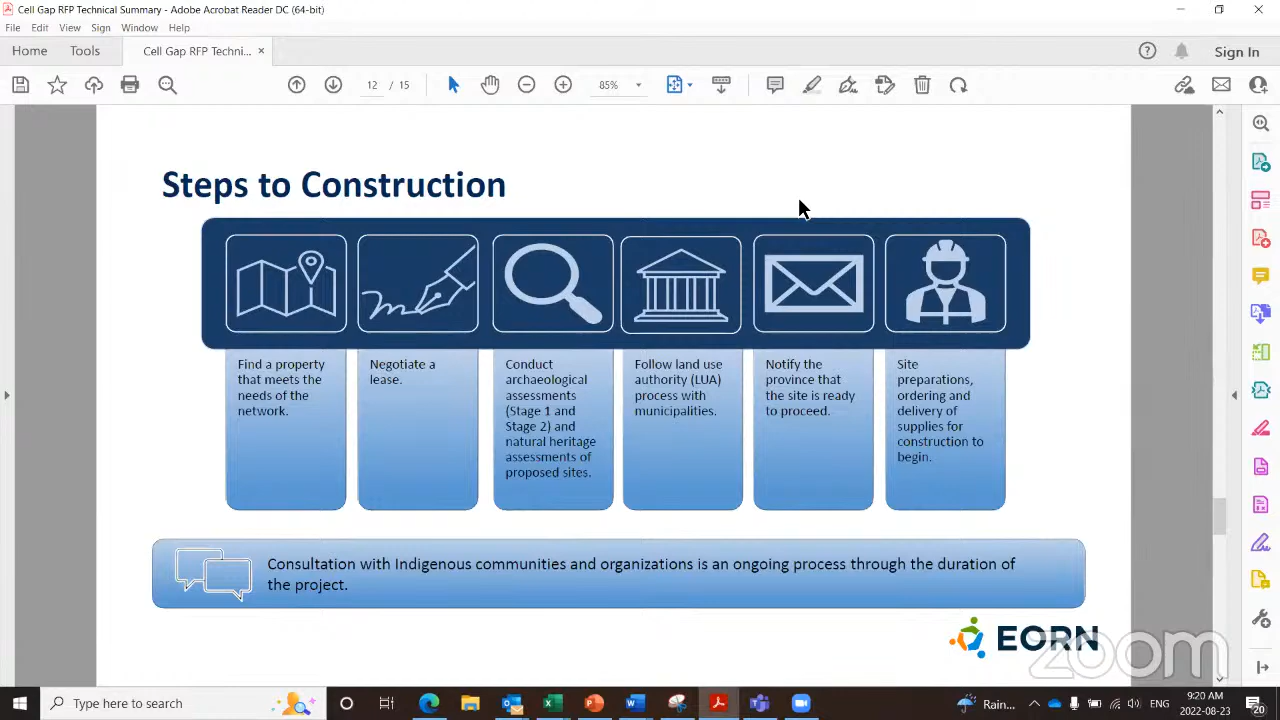 Cell Gap RFP Technical Summary - Adobe Acrobat Reader DC (64-bit)
File Edit View Sign Window Help
Home Tools Cell Gap RFP Techni... × Sign In
12 / 15 85%
Steps to Construction
Find a property
that meets the
needs of the
network.
Negotiate a
lease.
Conduct
archaeological
assessments
(Stage 1 and
Stage 2) and
natural heritage
assessments of
proposed sites.
Follow land use
authority (LUA)
process with
municipalities.
Notify the
province that
the site is ready
to proceed.
Site
preparations,
ordering and
delivery of
supplies for
construction to
begin.
Consultation with Indigenous communities and organizations is an ongoing process through the duration of
the project.
EORN
zoom
Type here to search
Rain...
ENG
9:20 AM
2022-08-23
20